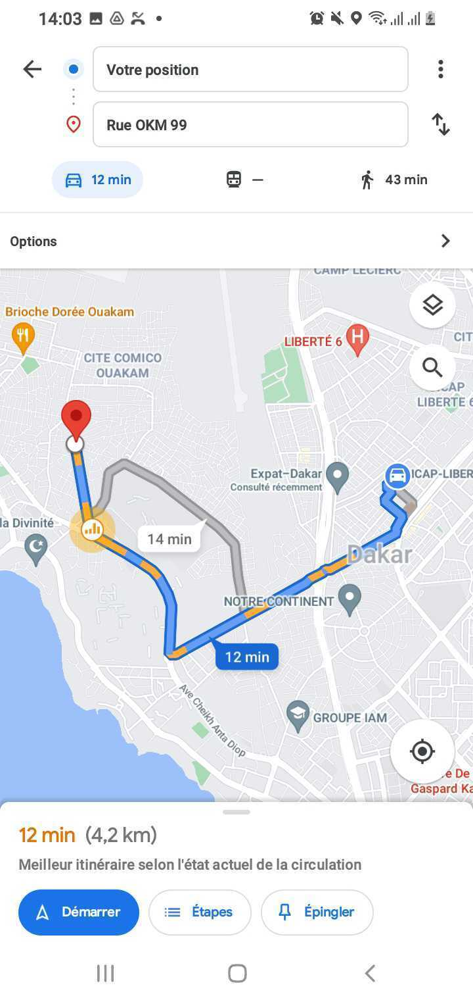 14:03
Votre position
Rue OKM 99
12 min
—
43 min
Options
CAMP LECLERC
Brioche Dorée Ouakam
LIBERTÉ 6
CIT
CITE COMICO
OUAKAM
CAP
LIBERTE 6
Expat-Dakar
Consulté récemment
ICAP-LIBER
la Divinité
14 min
Dakar
NOTRE CONTINENT
12 min
Ave Cheikh Anta Diop
GROUPE IAM
e De
Gaspard Ka
12 min (4,2 km)
Meilleur itinéraire selon l'état actuel de la circulation
Démarrer
Étapes
Épingler